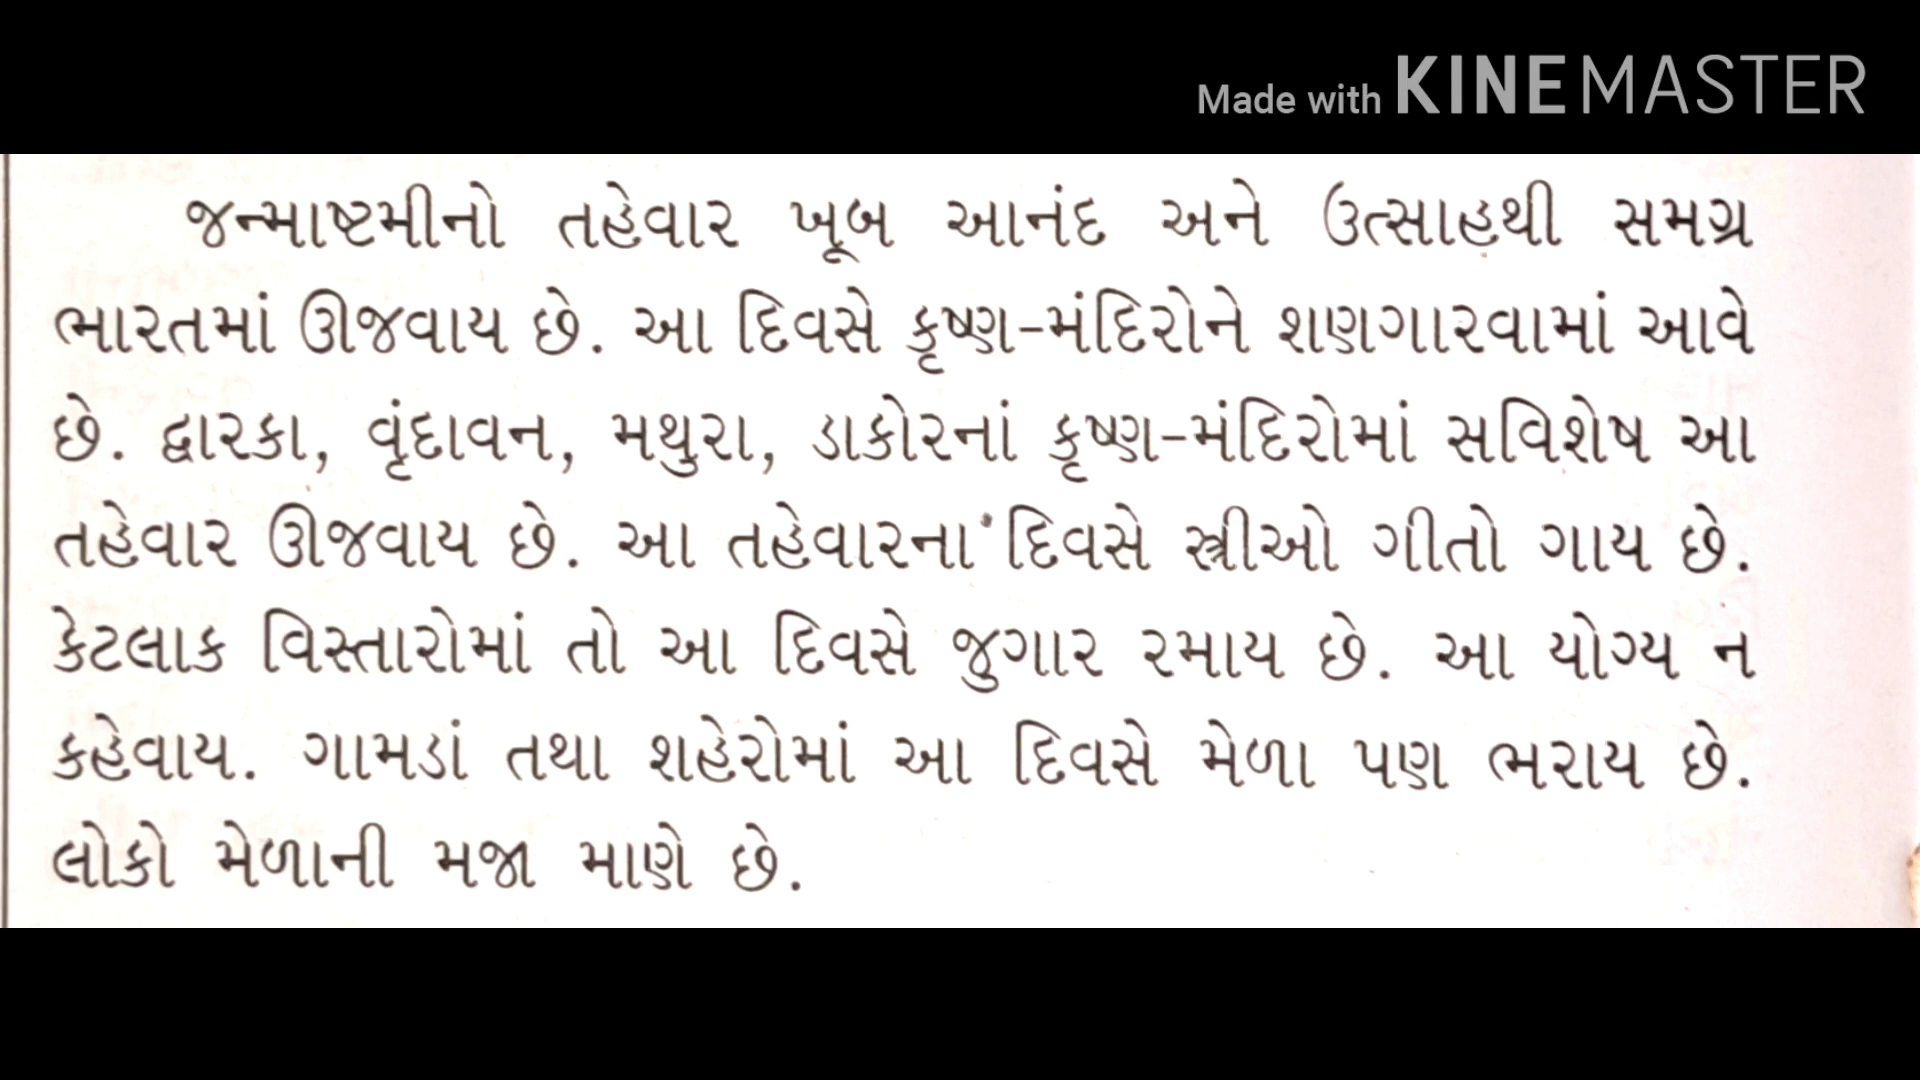 Made with KINEMASTER
જન્માષ્ટમીનો તહેવાર ખૂબ આનંદ અને ઉત્સાહથી સમગ્ર
ભારતમાં ઊજવાય છે. આ દિવસે કૃષ્ણ-મંદિરોને શણગારવામાં આવે
છે. દ્વારકા, વૃંદાવન, મથુરા, ડાકોરનાં કૃષ્ણ-મંદિરોમાં સવિશેષ આ
તહેવાર ઊજવાય છે. આ તહેવારના દિવસે સ્ત્રીઓ ગીતો ગાય છે.
કેટલાક વિસ્તારોમાં તો આ દિવસે જુગાર રમાય છે. આ યોગ્ય ન
કહેવાય. ગામડાં તથા શહેરોમાં આ દિવસે મેળા પણ ભરાય છે.
લોકો મેળાની મજા માણે છે.